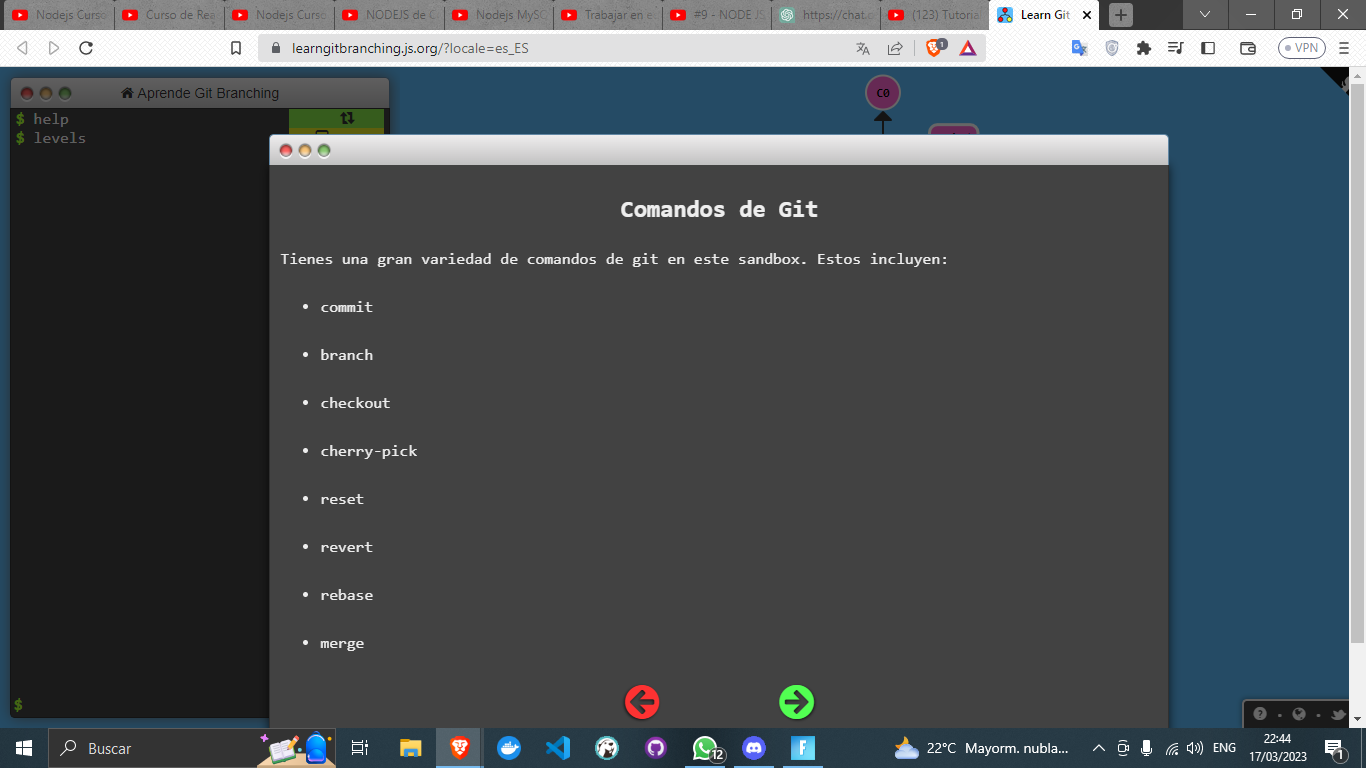 Nodejs Curso
Curso de Rea
Nodejs Curso
NODEJS de C
Nodejs MySQ
Trabajar en e
#9 - NODE JS
https://chat.
(123) Tutoria
Learn Git
learngitbranching.js.org/?locale=es_ES
1
VPN
Aprende Git Branching
$ help
$ levels
C0
Comandos de Git
Tienes una gran variedad de comandos de git en este sandbox. Estos incluyen:
• commit
• branch
• checkout
• cherry-pick
• reset
• revert
• rebase
• merge
$
Buscar
12
22°C Mayorm. nubla...
ENG
22:44
17/03/2023
1